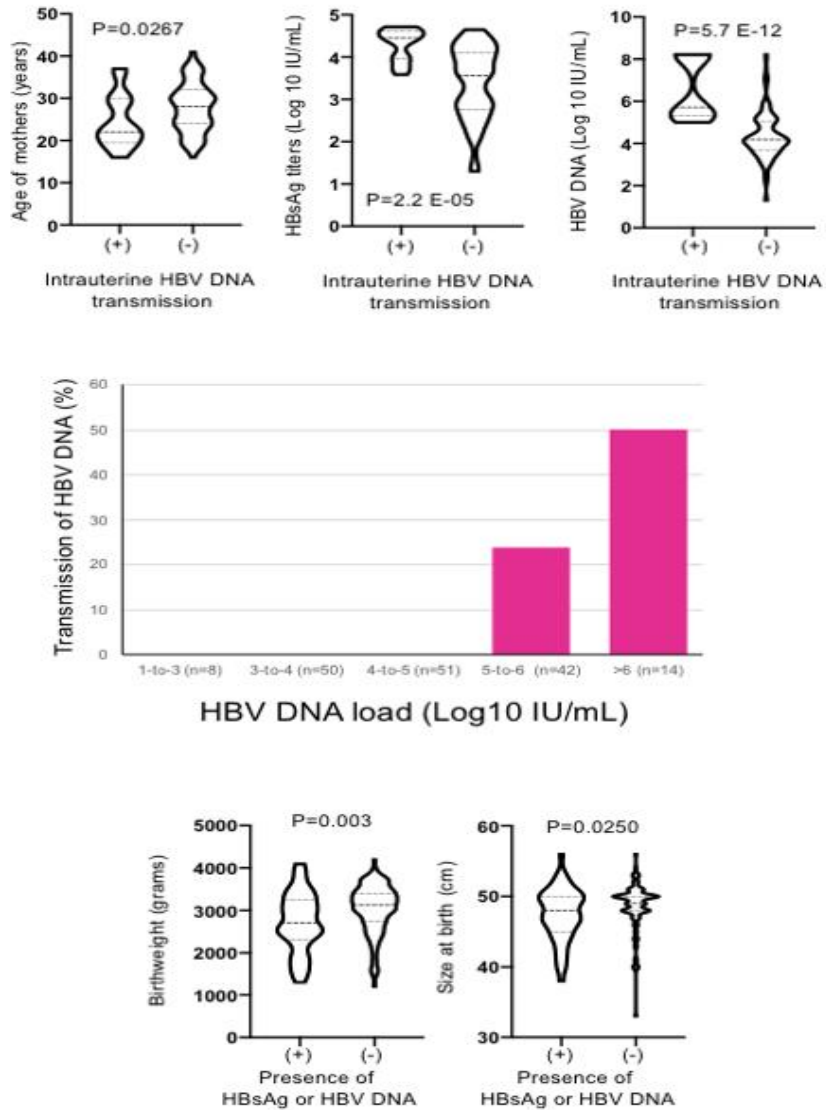 P=0.0267
Age of mothers (years)
50
40
30
20
10
0
(+) (-)
Intrauterine HBV DNA
transmission
HBsAg titers (Log 10 IU/mL)
5
4
3
2
1
0
P=2.2 E-05
(+) (-)
Intrauterine HBV DNA
transmission
P=5.7 E-12
HBV DNA (Log 10 IU/mL)
10
8
6
4
2
0
(+) (-)
Intrauterine HBV DNA
transmission
Transmission of HBV DNA (%)
60
50
40
30
20
10
0
1-to-3 (n=8) 3-to-4 (n=50) 4-to-5 (n=51) 5-to-6 (n=42) >6 (n=14)
HBV DNA load (Log10 IU/mL)
P=0.003
Birthweight (grams)
5000
4000
3000
2000
1000
0
(+) (-)
Presence of
HBsAg or HBV DNA
P=0.0250
Size at birth (cm)
60
50
40
30
(+) (-)
Presence of
HBsAg or HBV DNA